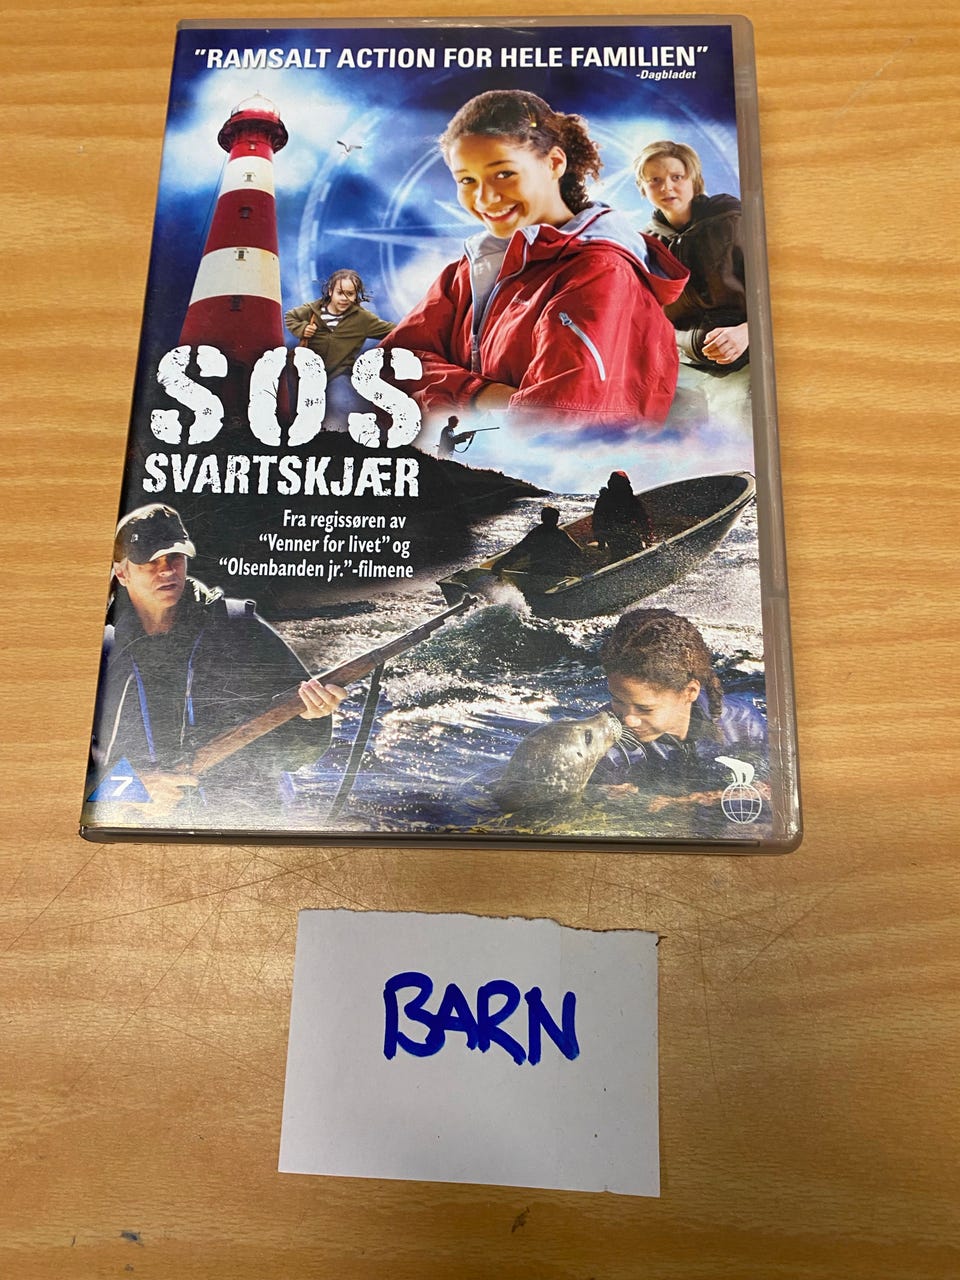 "RAMSALT ACTION FOR HELE FAMILIEN"
-Dagbladet
SOS
SVARTSKJÆR
Fra regissøren av
"Venner for livet" og
"Olsenbanden jr."-filmene
7
BARN